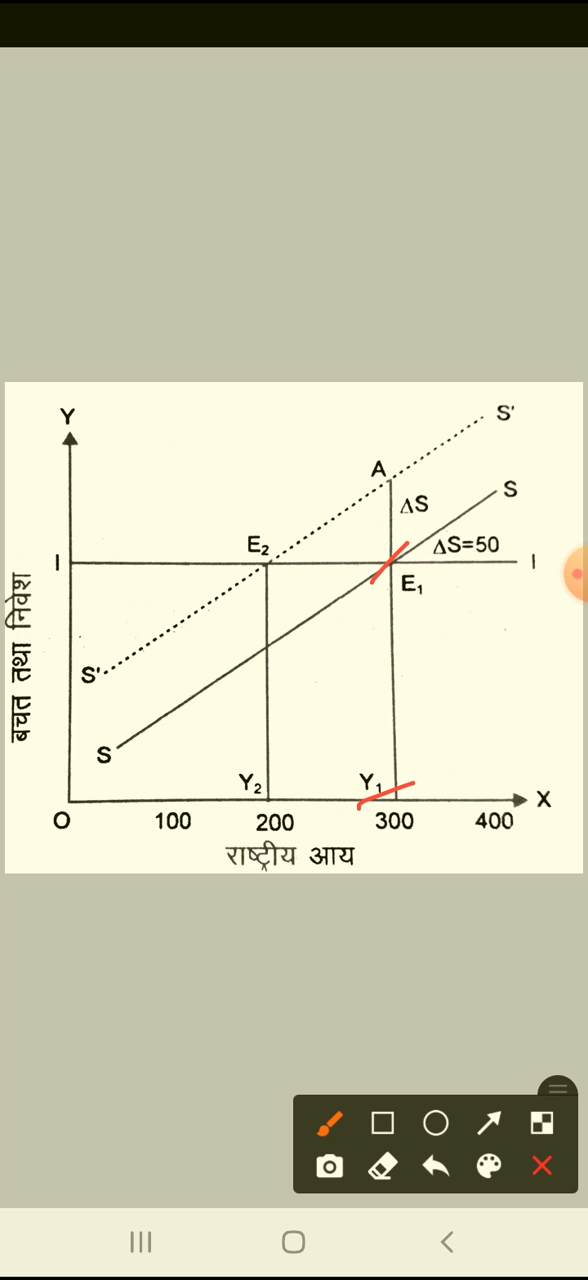 Y
S'
A
S
ΔS
E₂
ΔS=50
I
I
E₁
S'
बचत तथा निवेश
S
Y₂
Y₁
X
O
100
200
300
400
राष्ट्रीय आय